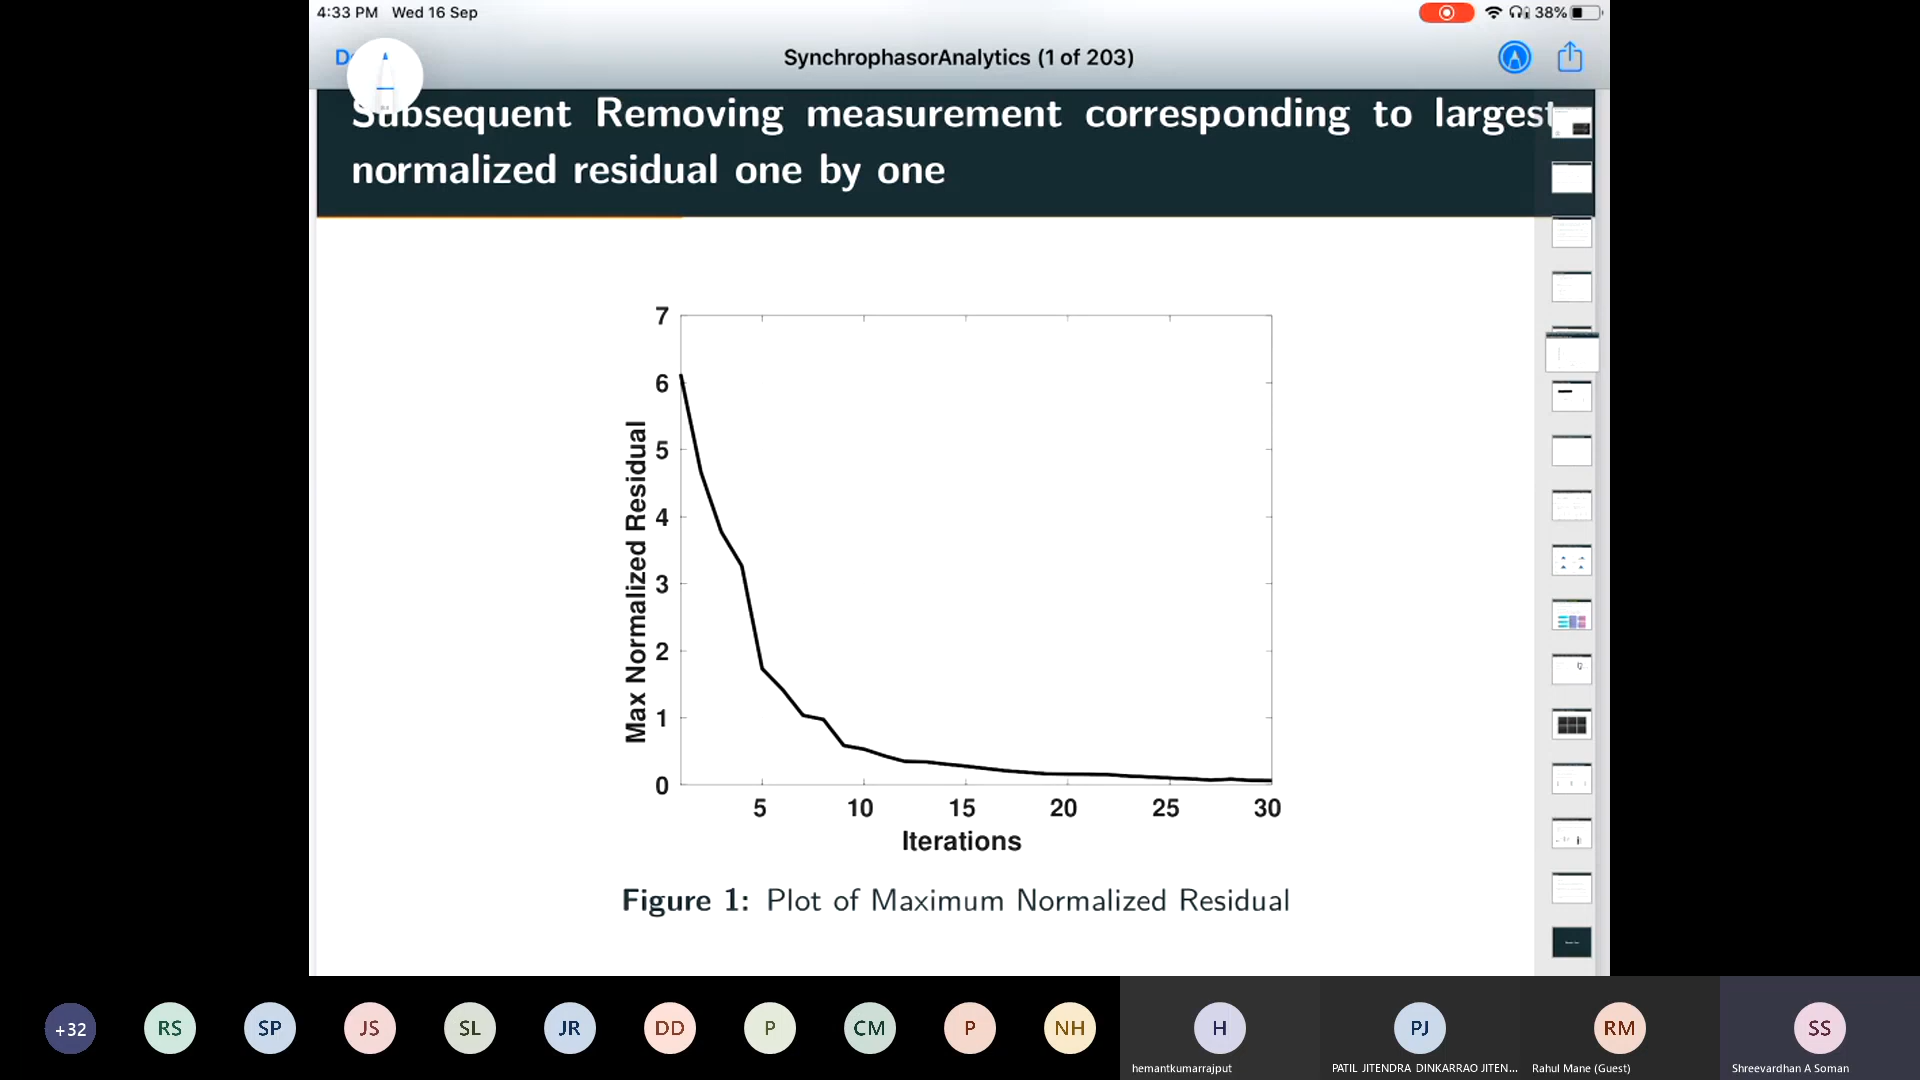 4:33 PM Wed 16 Sep
38%
SynchrophasorAnalytics (1 of 203)
Subsequent Removing measurement corresponding to largest
normalized residual one by one
7
6
5
4
3
2
1
0
Max Normalized Residual
5 10 15 20 25 30
Iterations
Figure 1: Plot of Maximum Normalized Residual
+32 RS SP JS SL JR DD P CM P NH H PJ RM SS
hemantkumarrajput PATIL JITENDRA DINKARRAO JITEN... Rahul Mane (Guest) Shreevardhan A Soman